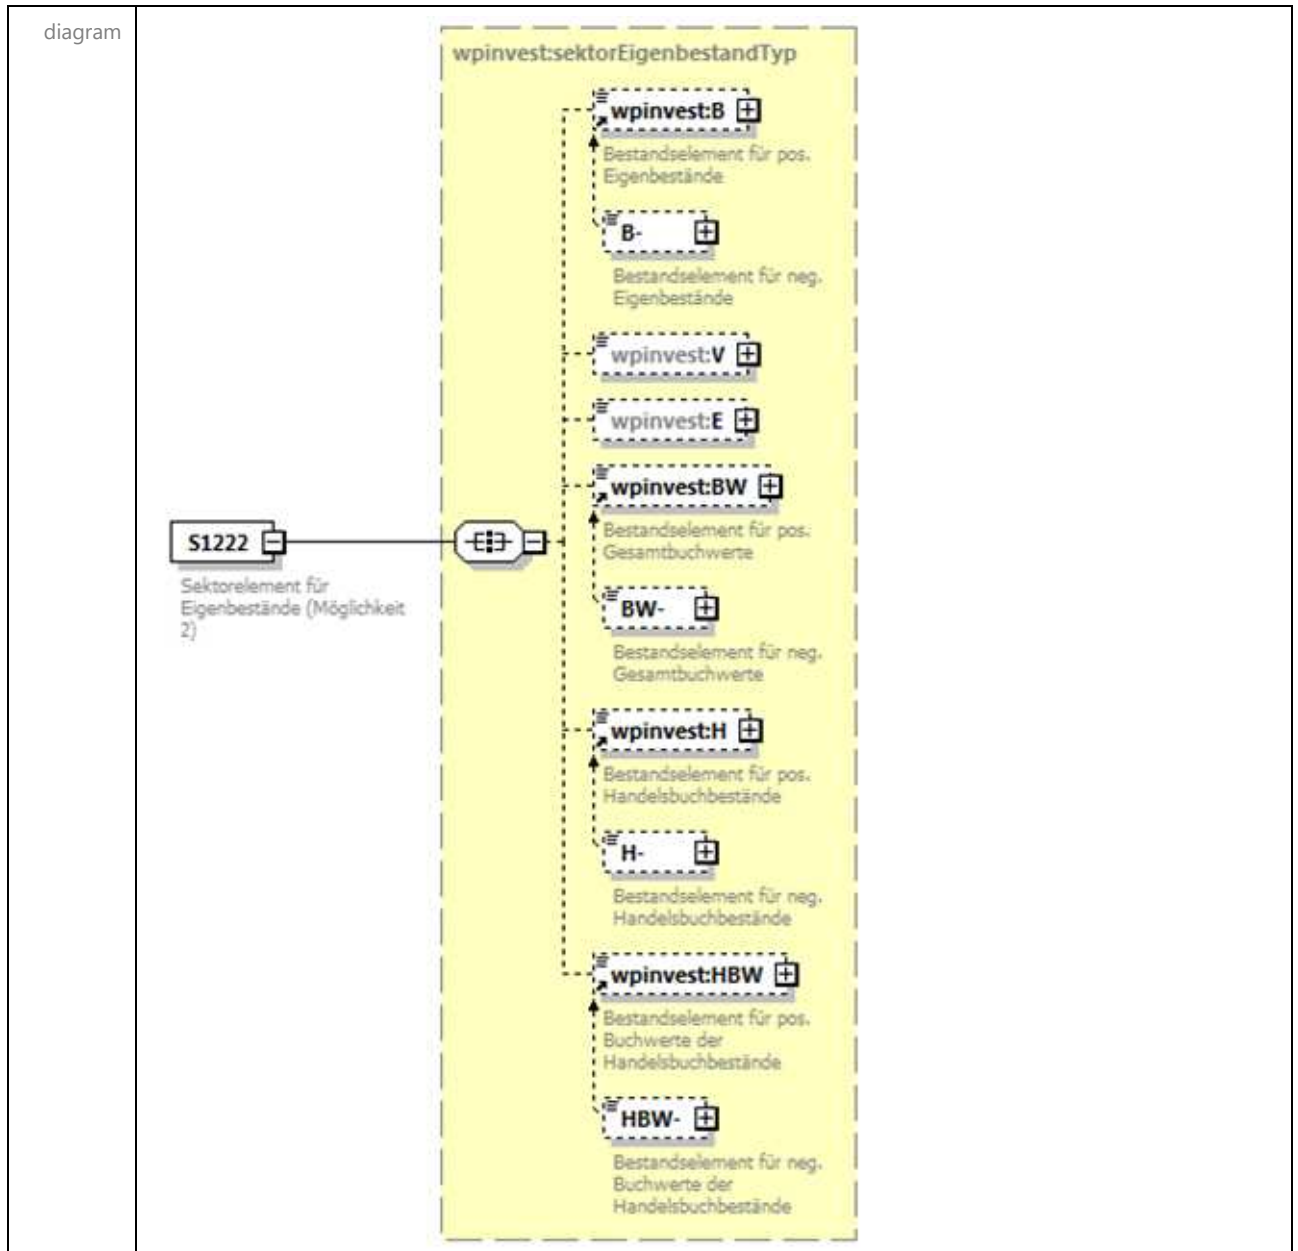 diagram
wpinvest:sektorEigenbestandTyp
wpinvest:B
Bestandselement für pos.
Eigenbestände
B-
Bestandselement für neg.
Eigenbestände
wpinvest:V
wpinvest:E
wpinvest:BW
Bestandselement für pos.
Gesamtbuchwerte
S1222
Sektorelement für
Eigenbestände (Möglichkeit
2)
BW-
Bestandselement für neg.
Gesamtbuchwerte
wpinvest:H
Bestandselement für pos.
Handelsbuchbestände
H-
Bestandselement für neg.
Handelsbuchbestände
wpinvest:HBW
Bestandselement für pos.
Buchwerte der
Handelsbuchbestände
HBW-
Bestandselement für neg.
Buchwerte der
Handelsbuchbestände